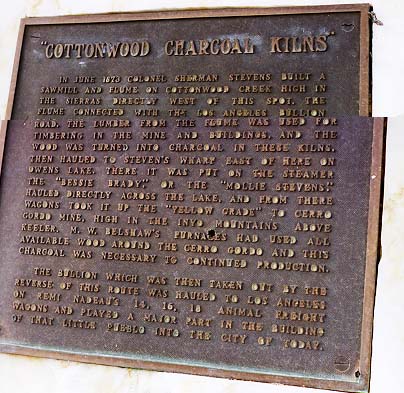 "COTTONWOOD CHARCOAL KILNS"
IN JUNE 1873 COLONEL SHERMAN STEVENS BUILT A
SAWMILL AND FLUME ON COTTONWOOD CREEK HIGH IN
THE SIERRAS DIRECTLY WEST OF THIS SPOT. THE
FLUME CONNECTED WITH THE LOS ANGELES BULLION
ROAD. THE LUMBER FROM THE FLUME WAS USED FOR
TIMBERING IN THE MINE AND BUILDINGS, AND THE
WOOD WAS TURNED INTO CHARCOAL IN THESE KILNS,
THEN HAULED TO STEVEN'S WHARF EAST OF HERE ON
OWENS LAKE. THERE IT WAS PUT ON THE STEAMER
THE "BESSIE BRADY," OR THE "MOLLIE STEVENS,"
HAULED DIRECTLY ACROSS THE LAKE, AND FROM THERE
WAGONS TOOK IT UP THE "YELLOW GRADE" TO CERRO
GORDO MINE, HIGH IN THE INYO MOUNTAINS ABOVE
KEELER. M. W. BELSHAW'S FURNACES HAD USED ALL
AVAILABLE WOOD AROUND THE CERRO GORDO AND THIS
CHARCOAL WAS NECESSARY TO CONTINUED PRODUCTION.
THE BULLION WHICH WAS THEN TAKEN OUT BY THE
REVERSE OF THIS ROUTE WAS HAULED TO LOS ANGELES
ON REMI NADEAU'S 14, 16, 18 ANIMAL FREIGHT
WAGONS AND PLAYED A MAJOR PART IN THE BUILDING
OF THAT LITTLE PUEBLO INTO THE CITY OF TODAY.